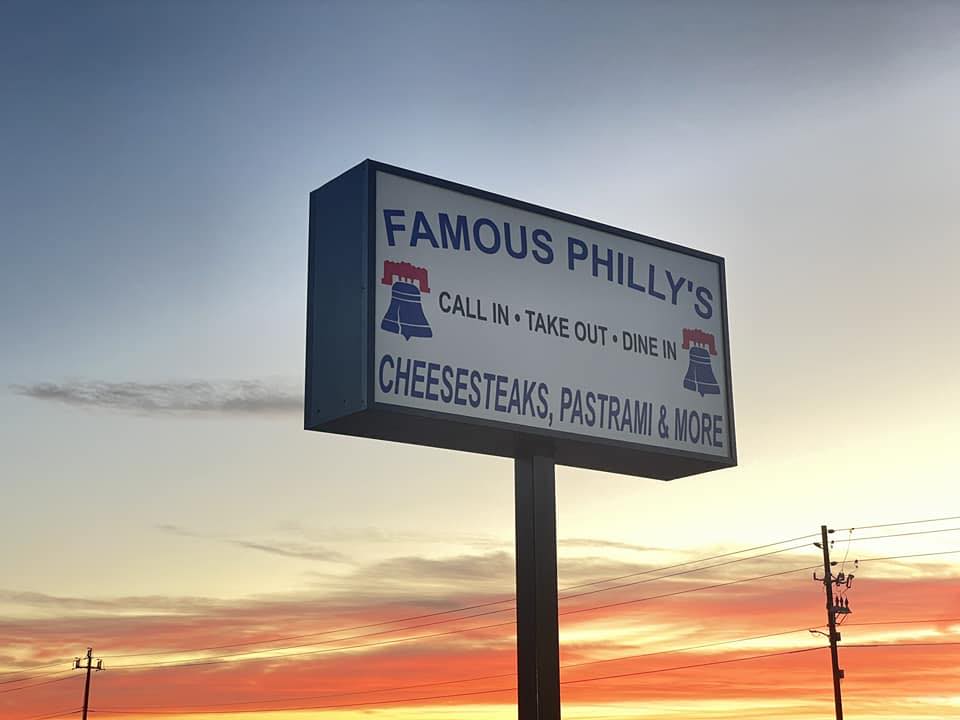 FAMOUS PHILLY'S
CALL IN • TAKE OUT • DINE IN
CHEESESTEAKS, PASTRAMI & MORE